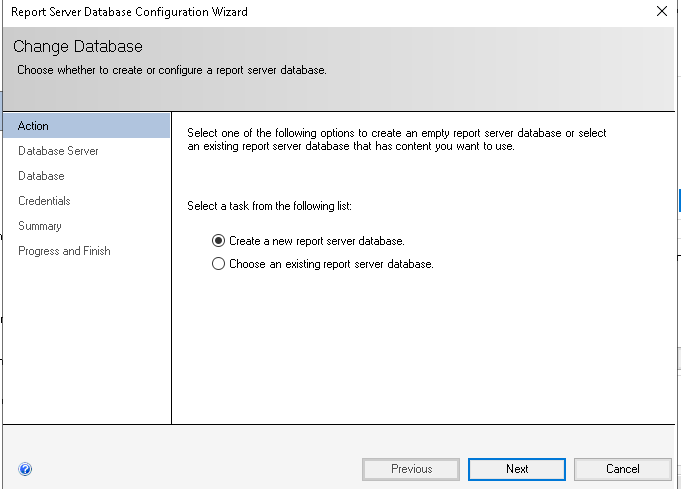 Report Server Database Configuration Wizard
Change Database
Choose whether to create or configure a report server database.
Action
Database Server
Database
Credentials
Summary
Progress and Finish
Select one of the following options to create an empty report server database or select
an existing report server database that has content you want to use.
Select a task from the following list:
Create a new report server database.
Choose an existing report server database.
?
Previous
Next
Cancel